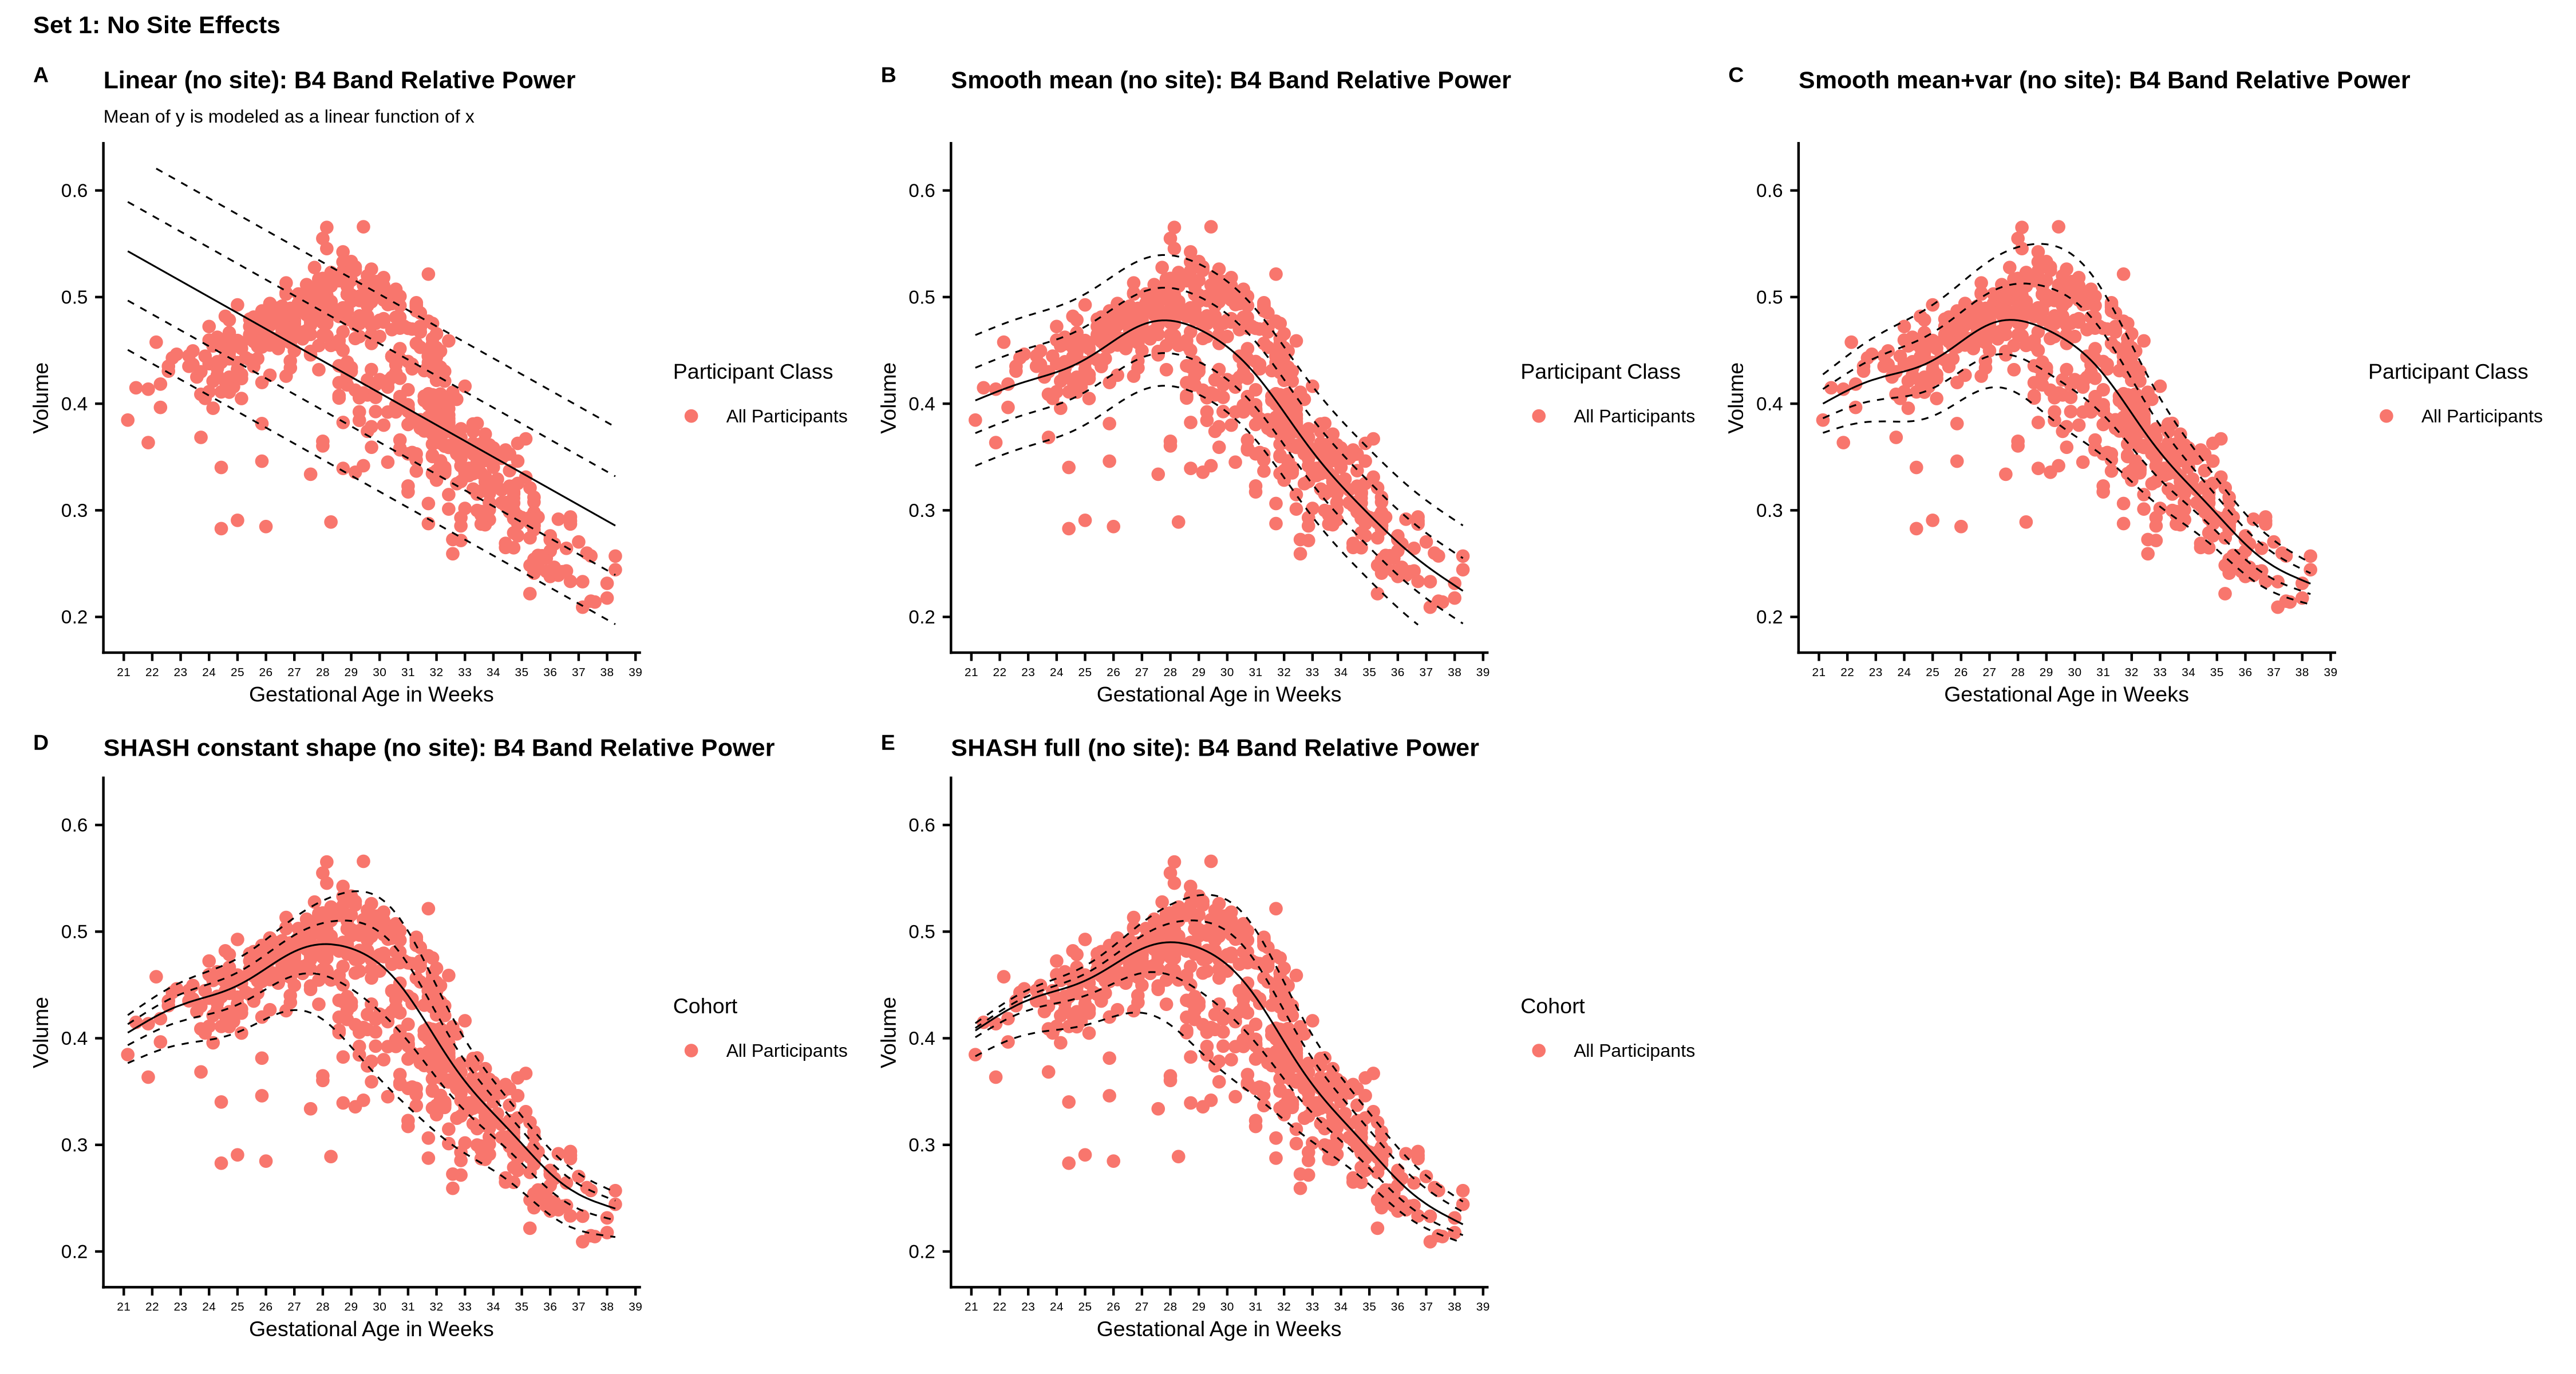 Set 1: No Site Effects
A
Linear (no site): B4 Band Relative Power
Mean of y is modeled as a linear function of x
Volume
0.6
0.5
0.4
0.3
0.2
21 22 23 24 25 26 27 28 29 30 31 32 33 34 35 36 37 38 39
Gestational Age in Weeks
Participant Class
All Participants
B
Smooth mean (no site): B4 Band Relative Power
Volume
0.6
0.5
0.4
0.3
0.2
21 22 23 24 25 26 27 28 29 30 31 32 33 34 35 36 37 38 39
Gestational Age in Weeks
Participant Class
All Participants
C
Smooth mean+var (no site): B4 Band Relative Power
Volume
0.6
0.5
0.4
0.3
0.2
21 22 23 24 25 26 27 28 29 30 31 32 33 34 35 36 37 38 39
Gestational Age in Weeks
Participant Class
All Participants
D
SHASH constant shape (no site): B4 Band Relative Power
Volume
0.6
0.5
0.4
0.3
0.2
21 22 23 24 25 26 27 28 29 30 31 32 33 34 35 36 37 38 39
Gestational Age in Weeks
Cohort
All Participants
E
SHASH full (no site): B4 Band Relative Power
Volume
0.6
0.5
0.4
0.3
0.2
21 22 23 24 25 26 27 28 29 30 31 32 33 34 35 36 37 38 39
Gestational Age in Weeks
Cohort
All Participants